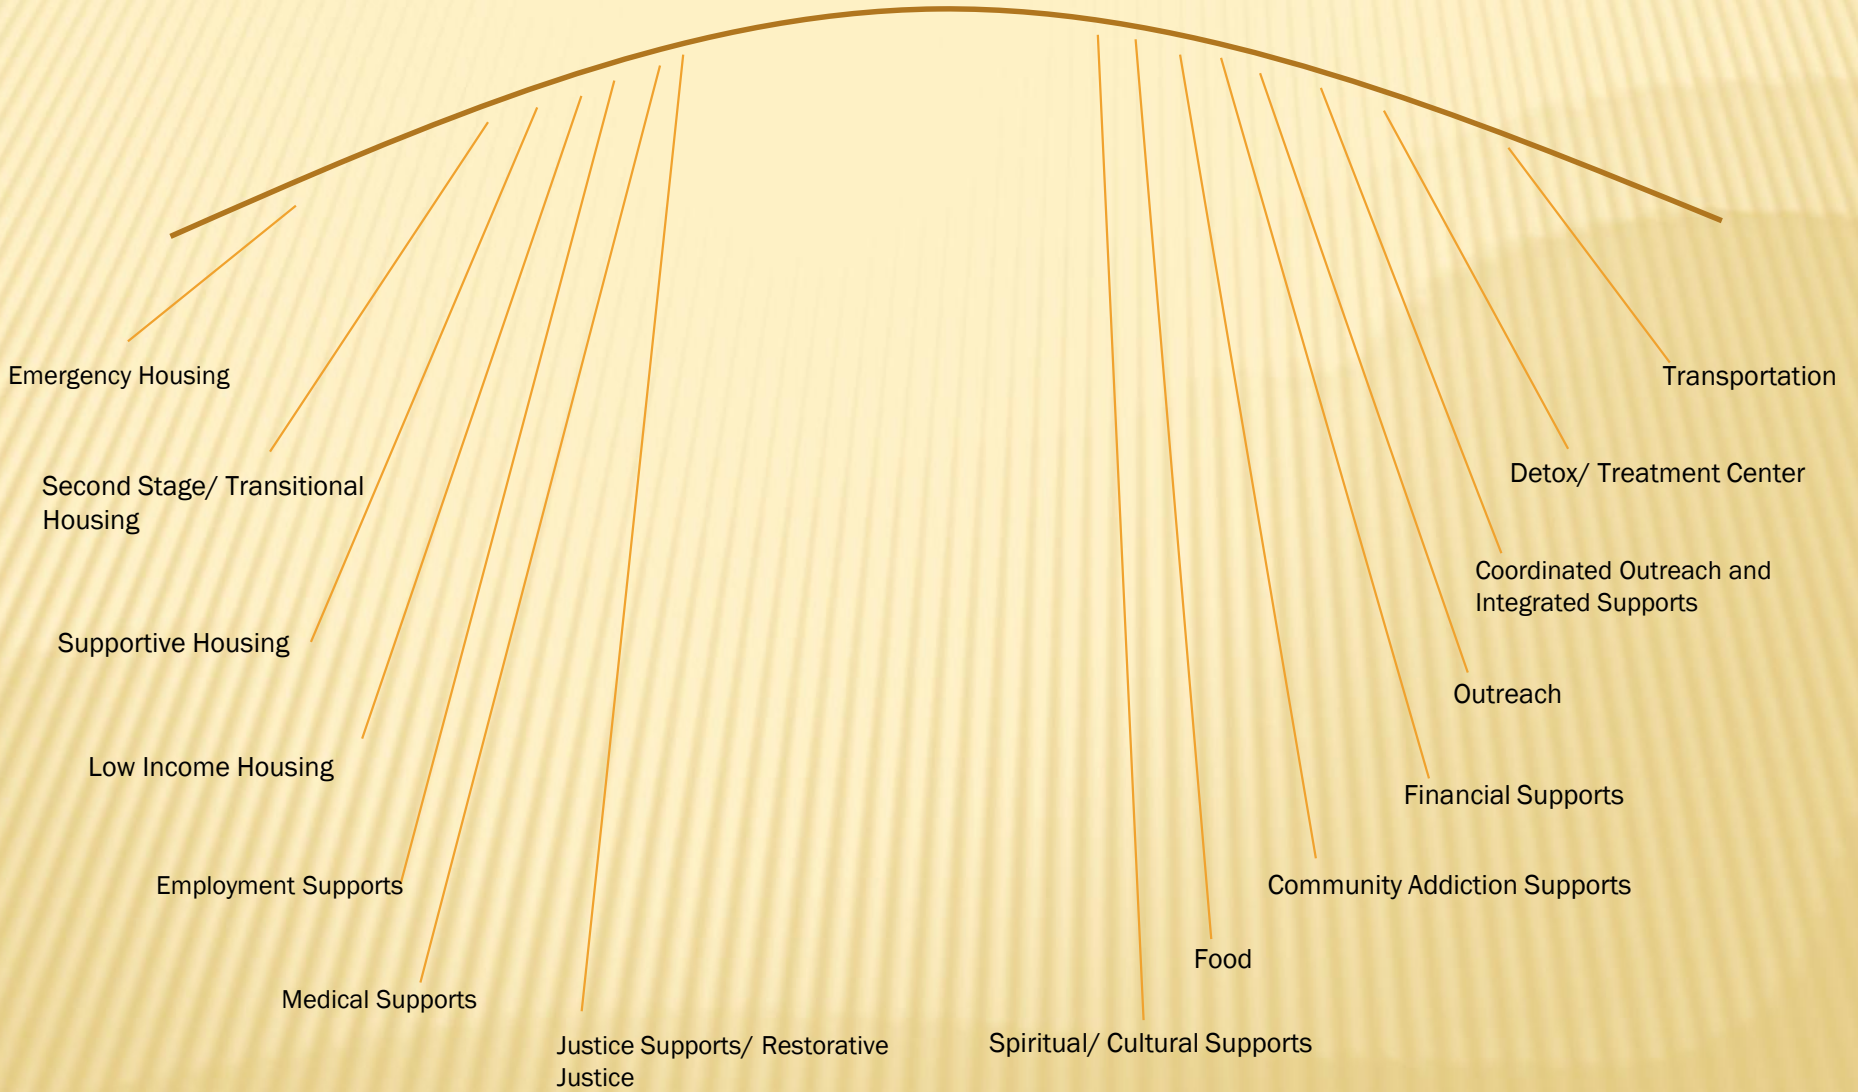 Emergency Housing
Transportation
Detox/ Treatment Center
Second Stage/ Transitional
Housing
Coordinated Outreach and
Integrated Supports
Supportive Housing
Outreach
Low Income Housing
Financial Supports
Employment Supports
Community Addiction Supports
Food
Medical Supports
Justice Supports/ Restorative
Justice
Spiritual/ Cultural Supports